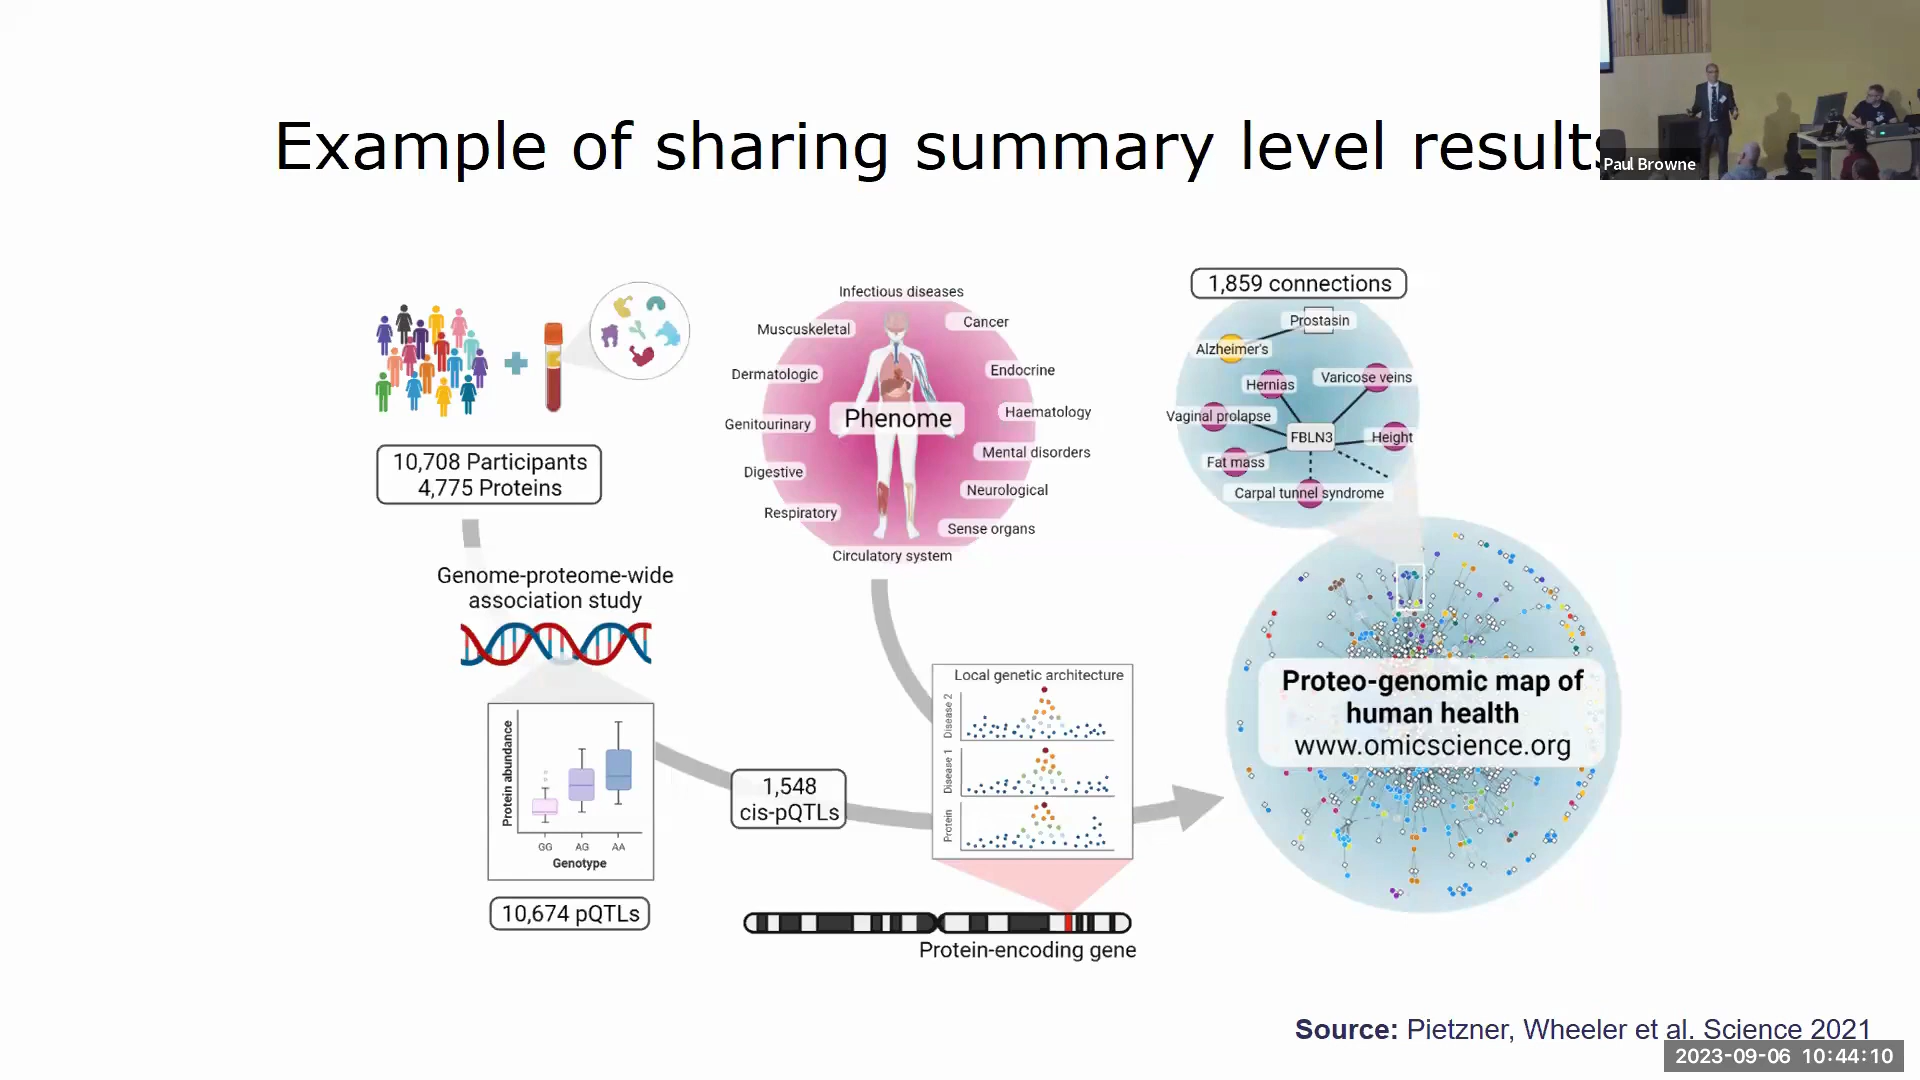 Example of sharing summary level results
Paul Browne
10,708 Participants
4,775 Proteins
Genome-proteome-wide
association study
Protein abundance
GG AG AA
Genotype
10,674 pQTLs
Infectious diseases
Muscuskeletal
Cancer
Dermatologic
Endocrine
Phenome
Haematology
Genitourinary
Mental disorders
Digestive
Neurological
Respiratory
Sense organs
Circulatory system
1,548
cis-pQTLs
Local genetic architecture
Disease 2
Disease 1
Protein
Protein-encoding gene
1,859 connections
Prostasin
Alzheimer's
Hernias
Varicose veins
Vaginal prolapse
FBLN3
Height
Fat mass
Carpal tunnel syndrome
Proteo-genomic map of
human health
www.omicscience.org
Source: Pietzner, Wheeler et al. Science 2021
2023-09-06 10:44:10